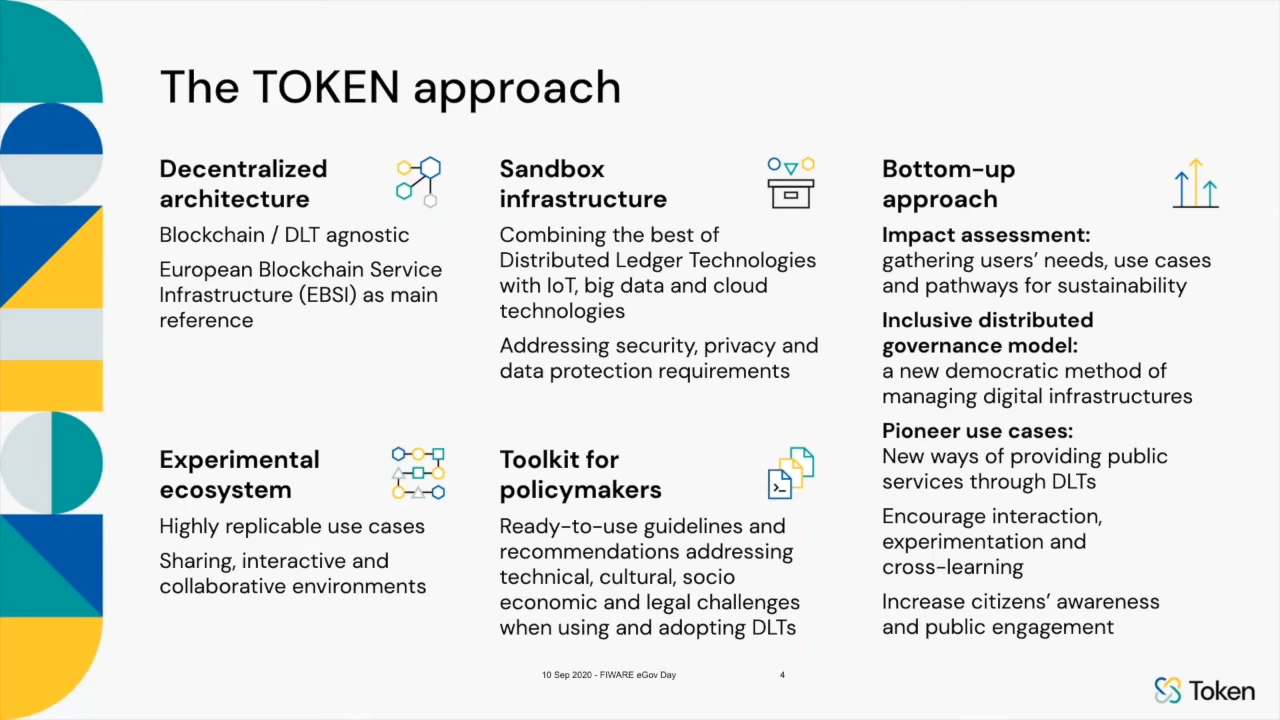 The TOKEN approach
Decentralized
architecture
Blockchain / DLT agnostic
European Blockchain Service
Infrastructure (EBSI) as main
reference
Sandbox
infrastructure
Combining the best of
Distributed Ledger Technologies
with IoT, big data and cloud
technologies
Addressing security, privacy and
data protection requirements
Bottom-up
approach
Impact assessment:
gathering users’ needs, use cases
and pathways for sustainability
Inclusive distributed
governance model:
a new democratic method of
managing digital infrastructures
Pioneer use cases:
New ways of providing public
services through DLTs
Encourage interaction,
experimentation and
cross-learning
Increase citizens’ awareness
and public engagement
Experimental
ecosystem
Highly replicable use cases
Sharing, interactive and
collaborative environments
Toolkit for
policymakers
Ready-to-use guidelines and
recommendations addressing
technical, cultural, socio
economic and legal challenges
when using and adopting DLTs
10 Sep 2020 - FIWARE eGov Day
4
Token